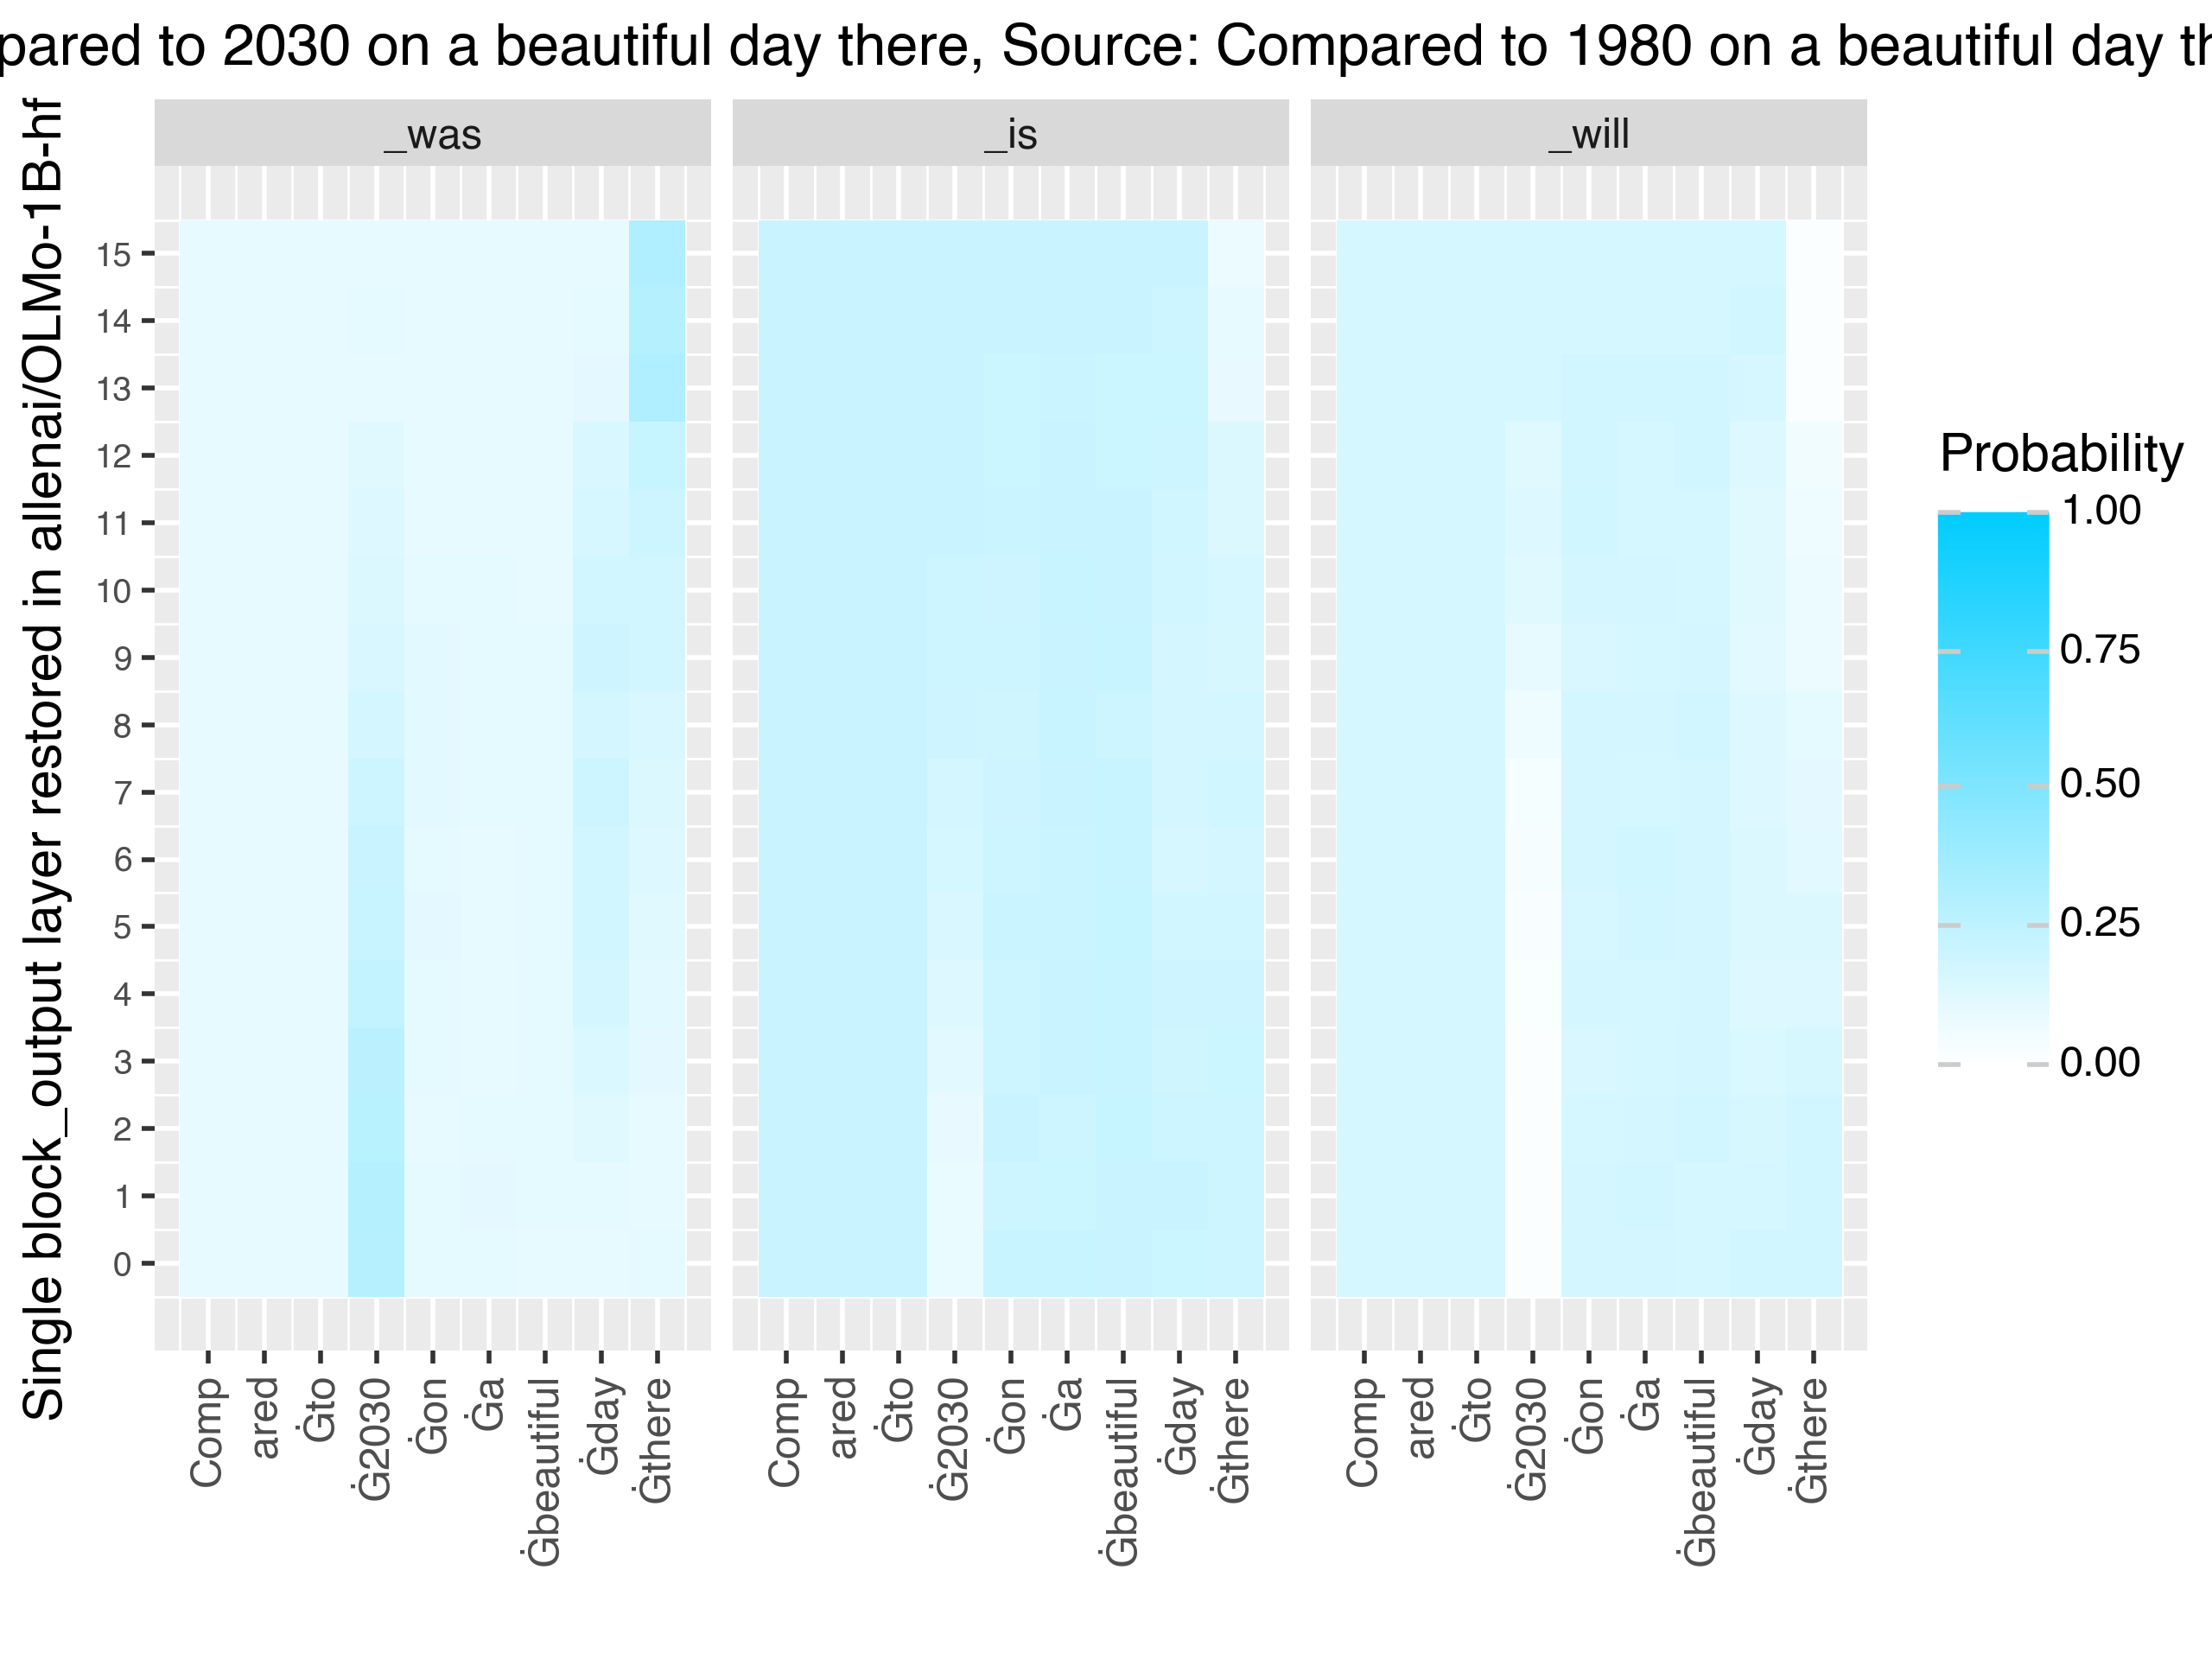 pared to 2030 on a beautiful day there, Source: Compared to 1980 on a beautiful day th
Single block_output layer restored in allenai/OLMo-1B-hf
_was
_is
_will
15
14
13
12
11
10
9
8
7
6
5
4
3
2
1
0
Comp
ared
Ġto
Ġ2030
Ġon
Ġa
Ġbeautiful
Ġday
Ġthere
Comp
ared
Ġto
Ġ2030
Ġon
Ġa
Ġbeautiful
Ġday
Ġthere
Comp
ared
Ġto
Ġ2030
Ġon
Ġa
Ġbeautiful
Ġday
Ġthere
Probability
1.00
0.75
0.50
0.25
0.00